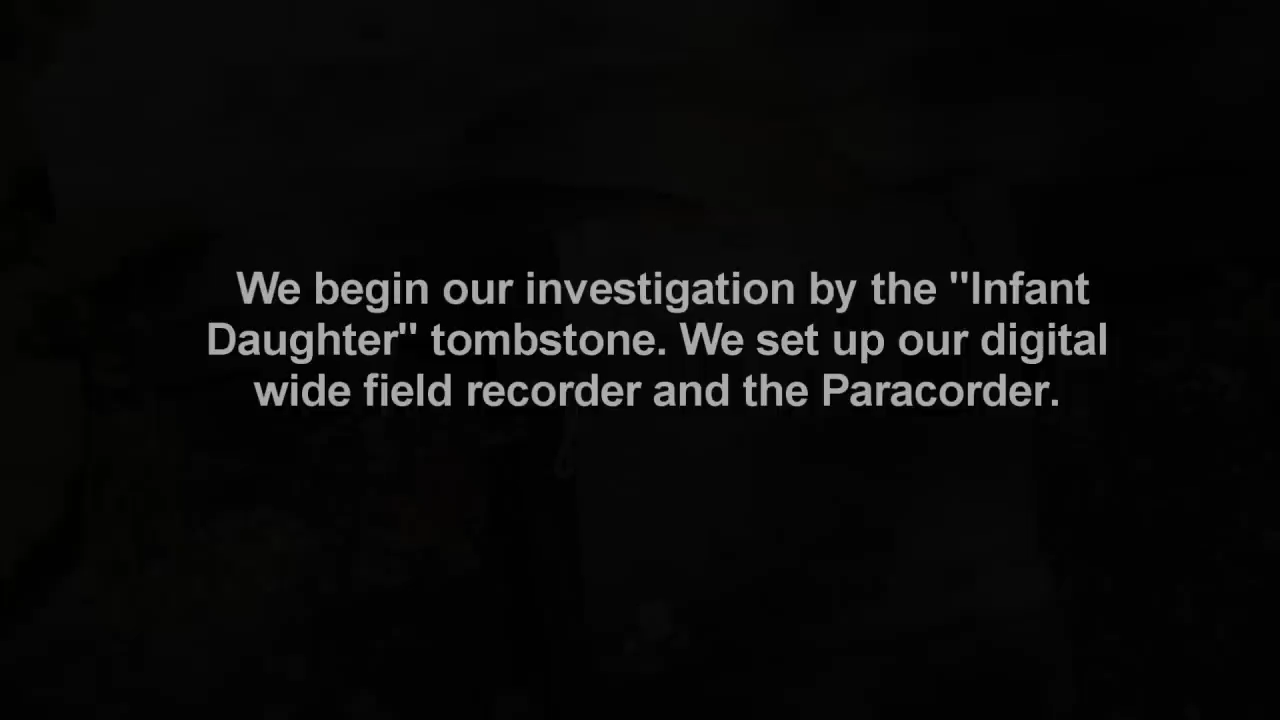 We begin our investigation by the "Infant
Daughter" tombstone. We set up our digital
wide field recorder and the Paracorder.